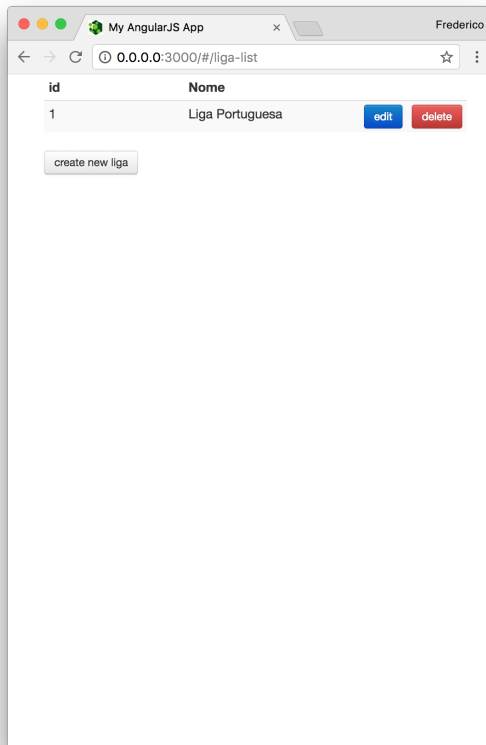 My AngularJS App
Frederico
0.0.0.0:3000/#/liga-list
id Nome
1 Liga Portuguesa edit delete
create new liga